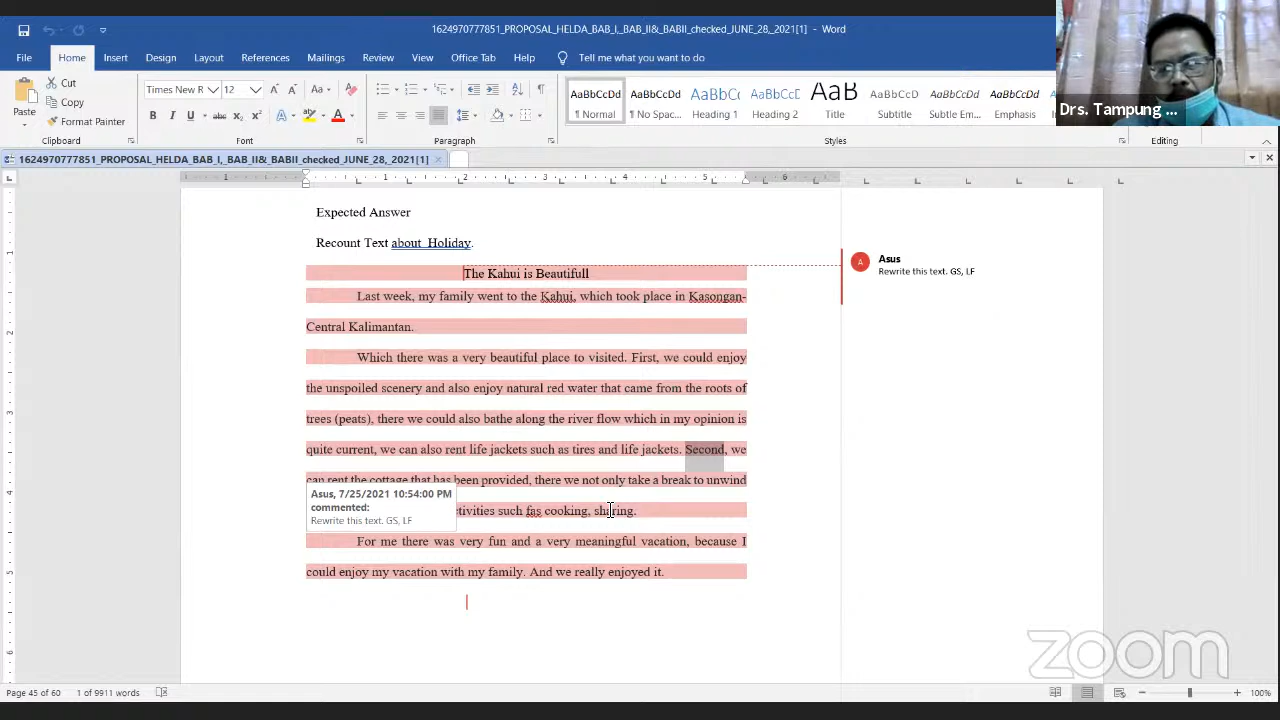 1624970777851_PROPOSAL_HELDA_BAB_I,_BAB_II&_BABII_checked_JUNE_28,_2021[1] - Word
File Home Insert Design Layout References Mailings Review View Office Tab Help Tell me what you want to do
Drs. Tampung ...
Paste
Cut
Copy
Format Painter
Times New R 12
AaBbCcDd AaBbCcDd AaBbCc AaBbCcD AaB AaBbCcD AaBbCcDd AaBbCcDd
¶ Normal ¶ No Spac... Heading 1 Heading 2 Title Subtitle Subtle Em... Emphasis
Clipboard Font Paragraph Styles Editing
1624970777851_PROPOSAL_HELDA_BAB_I,_BAB_II&_BABII_checked_JUNE_28,_2021[1]
Expected Answer
Recount Text about Holiday.
The Kahui is Beautifull
Last week, my family went to the Kahui, which took place in Kasongan-
Central Kalimantan.
Which there was a very beautiful place to visited. First, we could enjoy
the unspoiled scenery and also enjoy natural red water that came from the roots of
trees (peats), there we could also bathe along the river flow which in my opinion is
quite current, we can also rent life jackets such as tires and life jackets. Second, we
can rent the cottage that has been provided, there we not only take a break to unwind
ctivities such fas cooking, sharing.
For me there was very fun and a very meaningful vacation, because I
could enjoy my vacation with my family. And we really enjoyed it.
Asus, 7/25/2021 10:54:00 PM
commented:
Rewrite this text. GS, LF
A Asus
Rewrite this text. GS, LF
zoom
Page 45 of 60 1 of 9911 words 100%